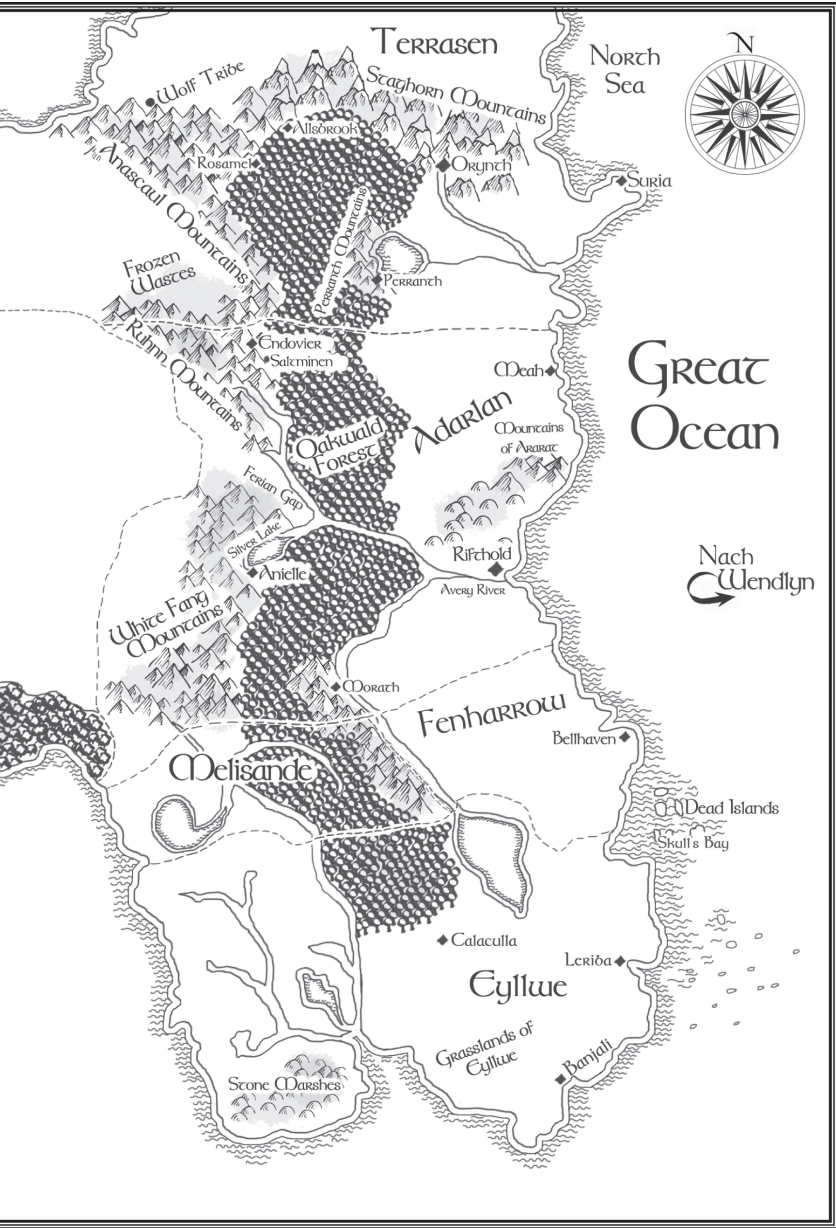 Terrasen
North
Sea
N
Wolf Tribe
Staghorn Mountains
Allsbrook
Rosamel
Orynth
Suria
Anascaul Mountains
Perranth Mountains
Frozen
Wastes
Perranth
Ruhnn Mountains
Endovier
Saltminen
Meah
Great
Ocean
Oakwald
Forest
Adarlan
Mountains
of Ararat
Ferian Gap
Silver Lake
Rifthold
Nach
Wendlyn
Anielle
Avery River
White Fang
Mountains
Morath
Fenharrow
Bellhaven
Melisande
Dead Islands
Skull's Bay
Calaculla
Leriba
Eyllwe
Grasslands of
Eyllwe
Banjali
Stone Marshes